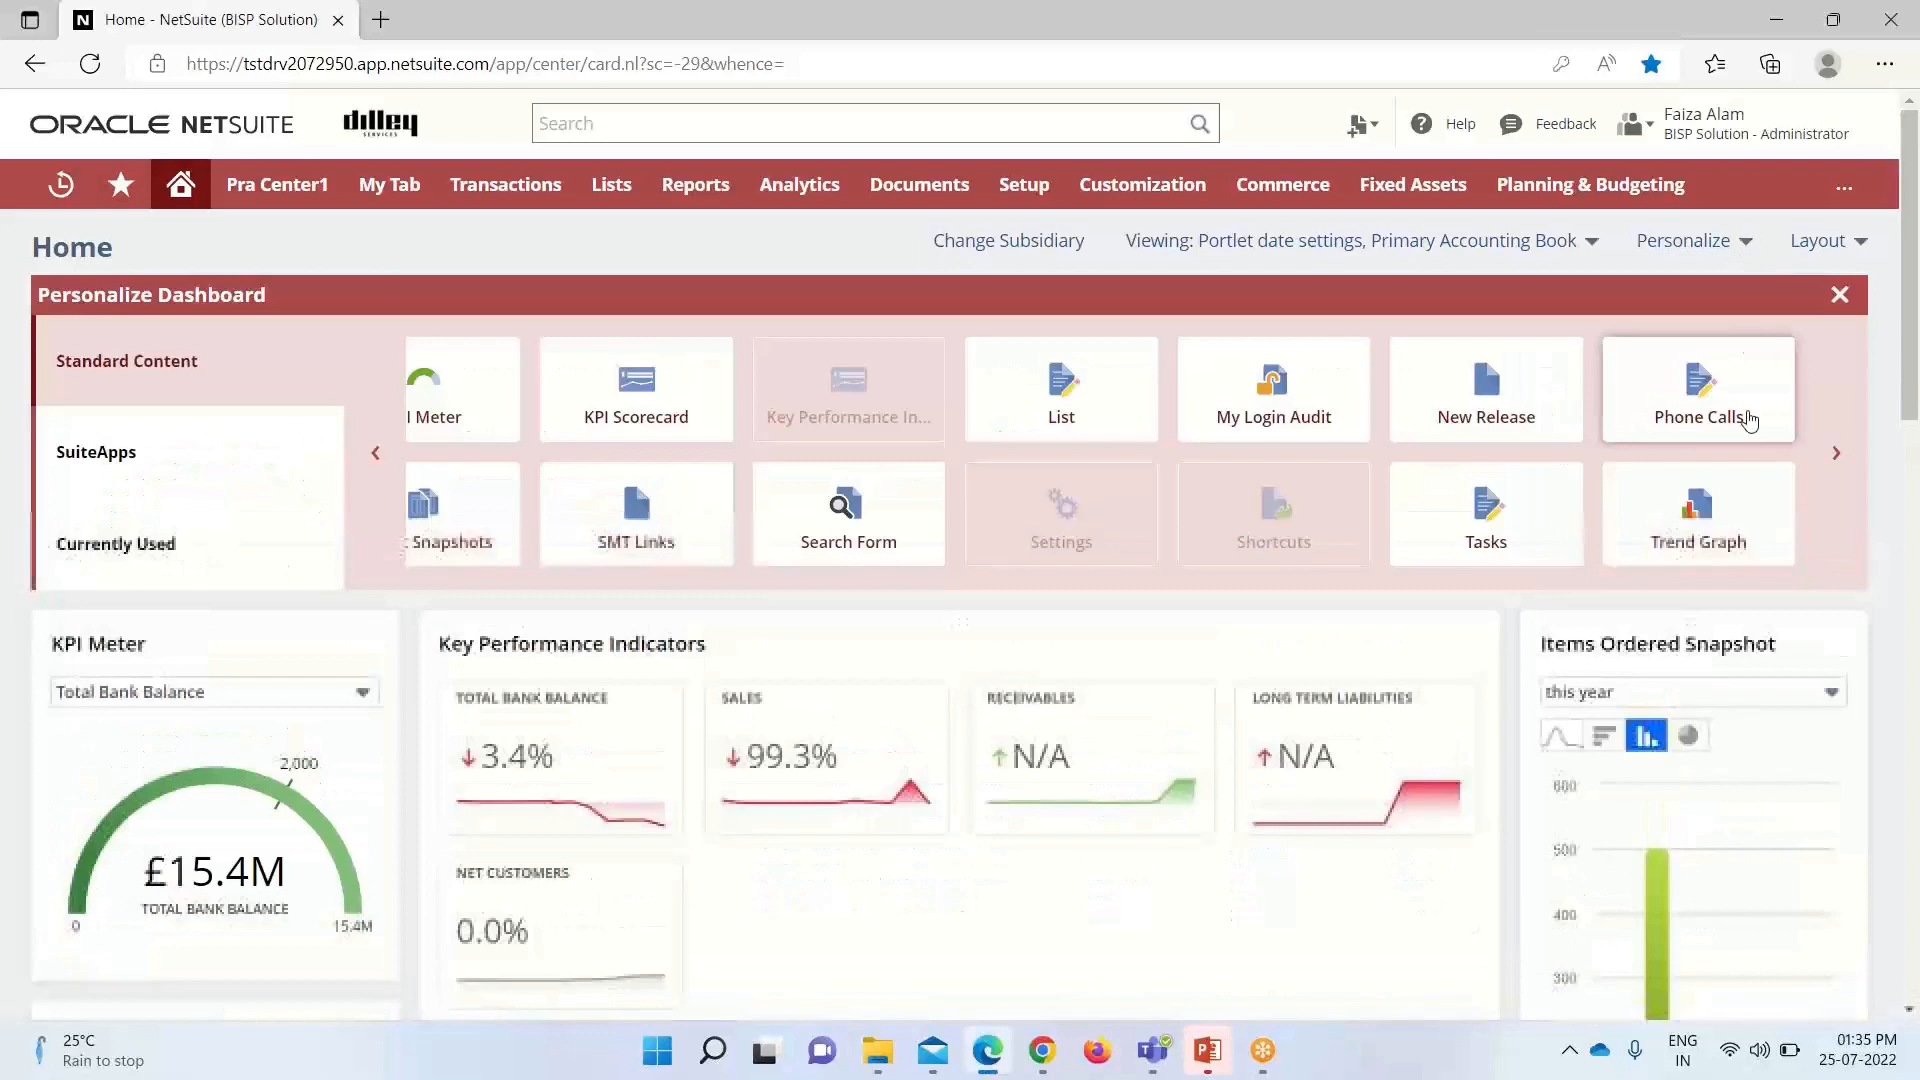 Home - NetSuite (BISP Solution)
https://tstdrv2072950.app.netsuite.com/app/center/card.nl?sc=-29&whence=
ORACLE NETSUITE
dilley
SERVICES
Search
Help
Feedback
Faiza Alam
BISP Solution - Administrator
Pra Center1
My Tab
Transactions
Lists
Reports
Analytics
Documents
Setup
Customization
Commerce
Fixed Assets
Planning & Budgeting
...
Home
Change Subsidiary
Viewing: Portlet date settings, Primary Accounting Book
Personalize
Layout
Personalize Dashboard
Standard Content
SuiteApps
Currently Used
I Meter
KPI Scorecard
Key Performance In...
List
My Login Audit
New Release
Phone Calls
Snapshots
SMT Links
Search Form
Settings
Shortcuts
Tasks
Trend Graph
KPI Meter
Total Bank Balance
2,000
£15.4M
TOTAL BANK BALANCE
0
15.4M
Key Performance Indicators
TOTAL BANK BALANCE
3.4%
SALES
99.3%
RECEIVABLES
N/A
LONG TERM LIABILITIES
N/A
NET CUSTOMERS
0.0%
Items Ordered Snapshot
this year
600
500
400
300
25°C
Rain to stop
ENG
IN
01:35 PM
25-07-2022